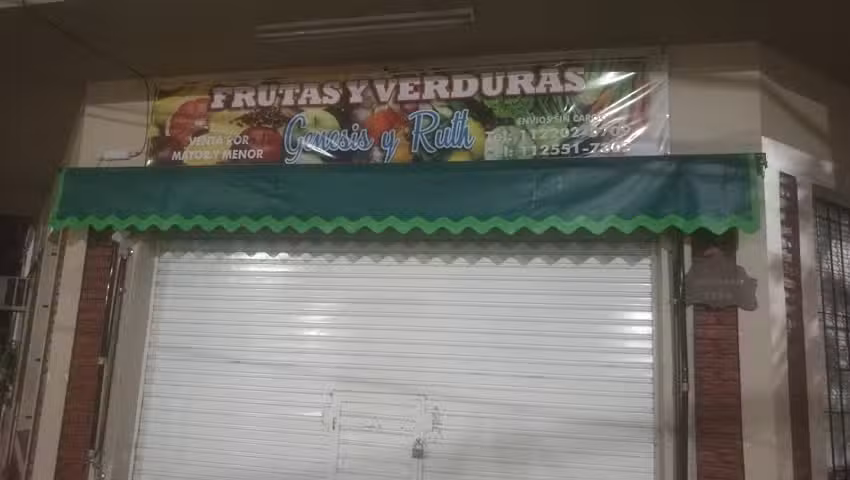 FRUTAS Y VERDURAS
Genesis y Ruth
VENTA POR
MAYOR Y MENOR
ENVIOS SIN CARGO